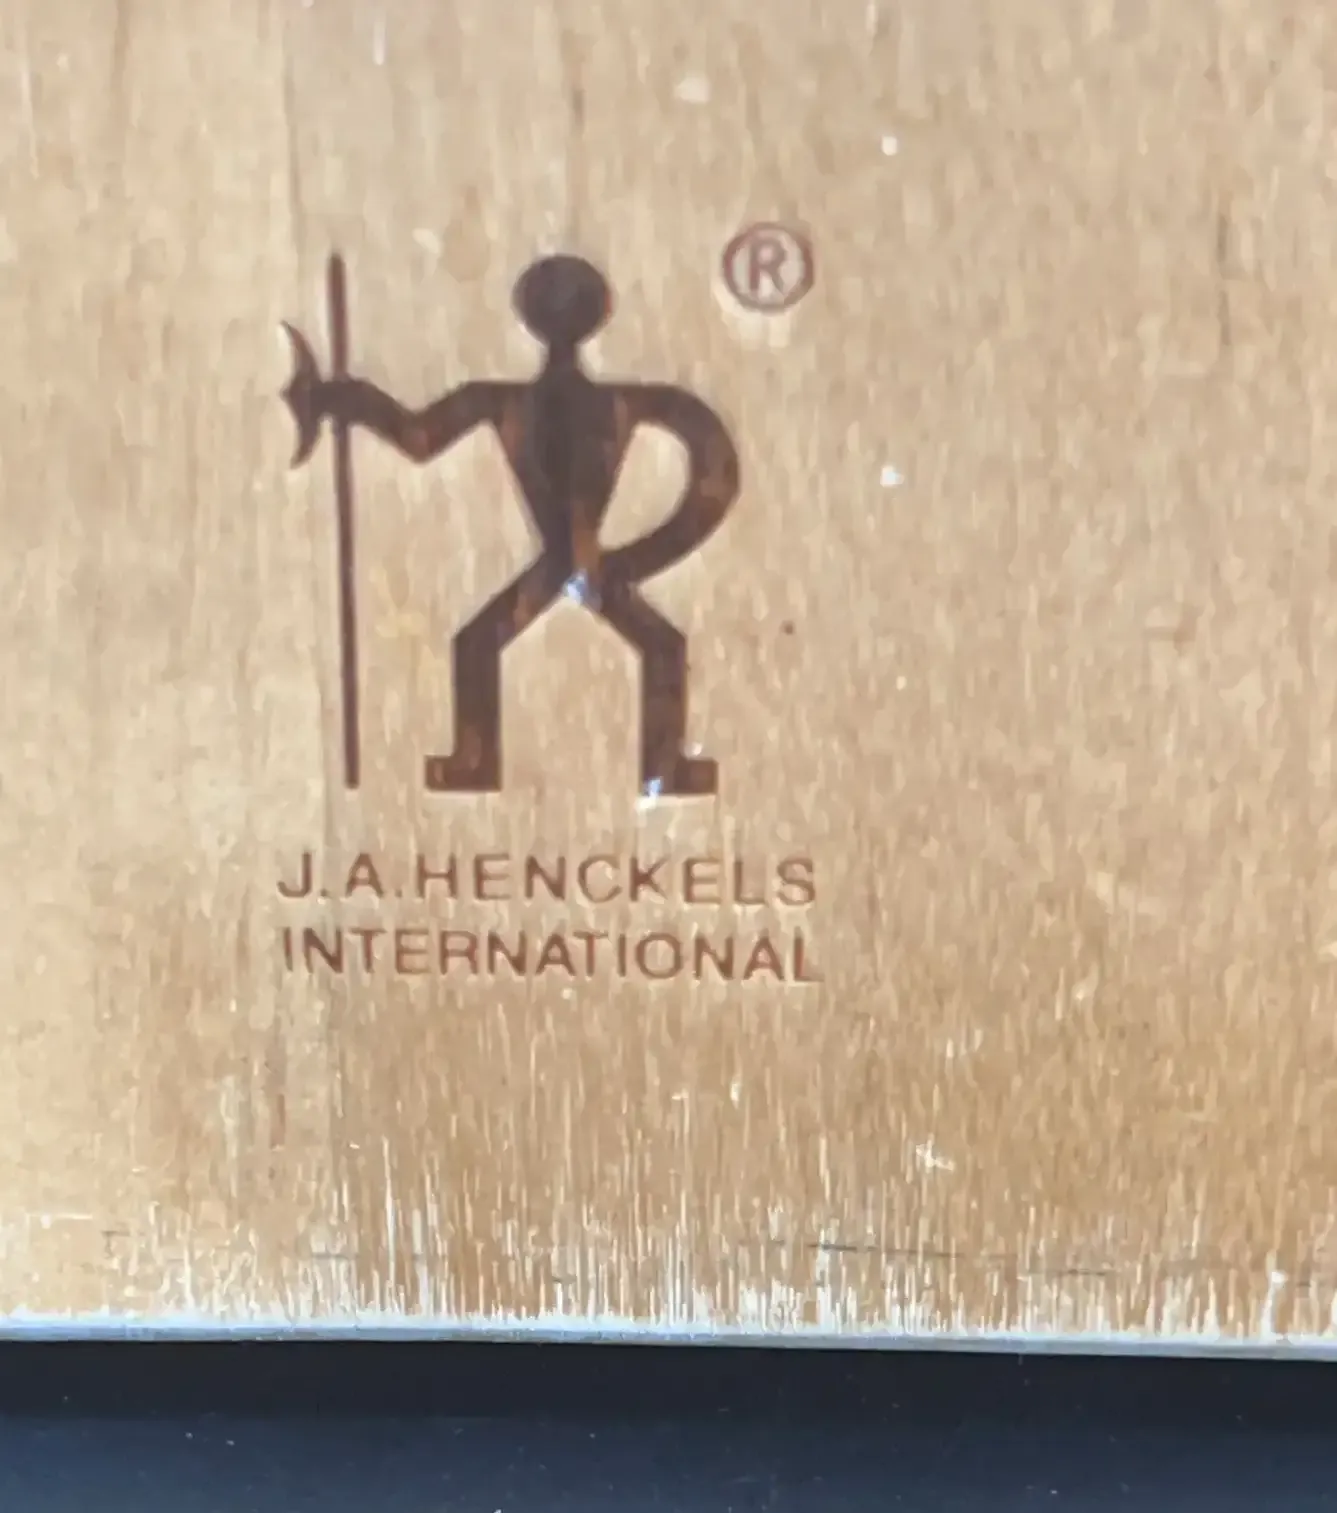 ®
J.A.HENCKELS
INTERNATIONAL